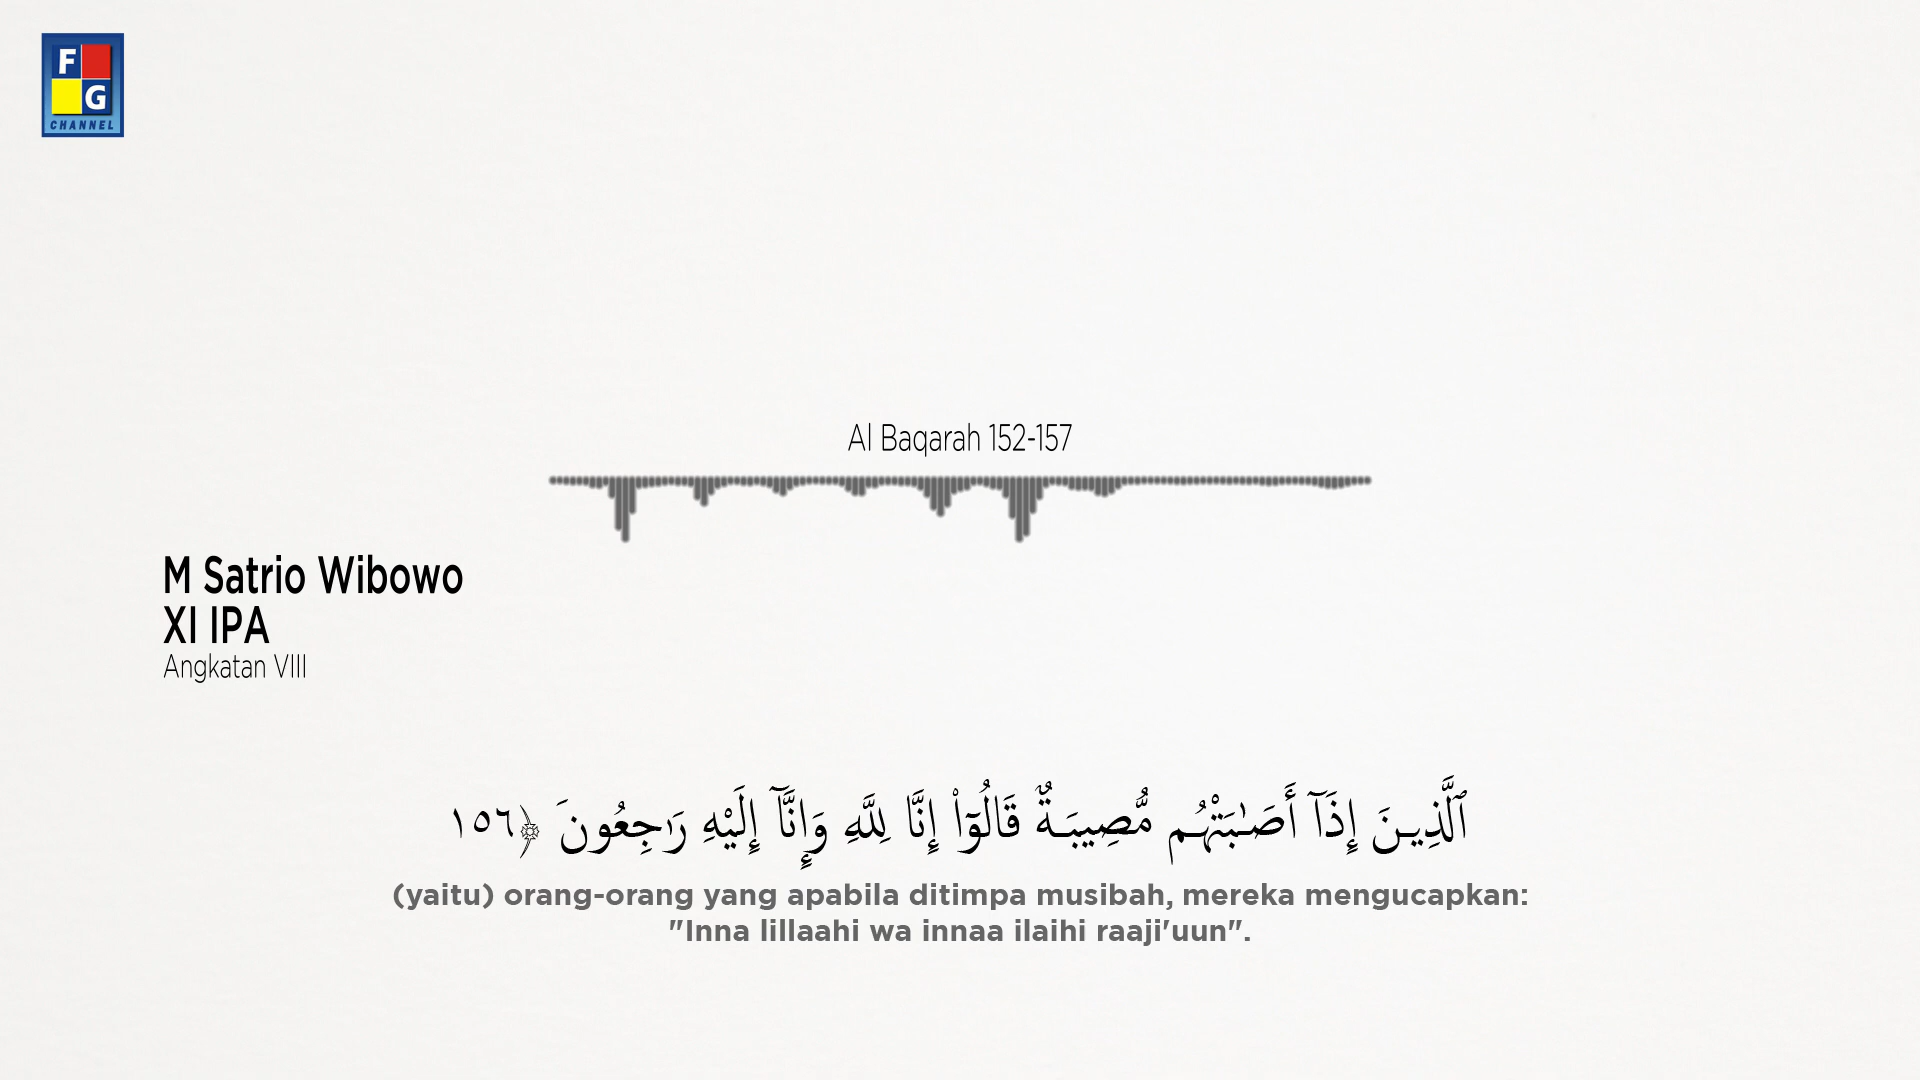 F
G
CHANNEL
Al Baqarah 152-157
M Satrio Wibowo
XI IPA
Angkatan VIII
ٱلَّذِينَ إِذَآ أَصَـٰبَتْهُم مُّصِيبَةٌ قَالُوٓا۟ إِنَّا لِلَّهِ وَإِنَّآ إِلَيْهِ رَٰجِعُونَ ﴿١٥٦
(yaitu) orang-orang yang apabila ditimpa musibah, mereka mengucapkan:
"Inna lillaahi wa innaa ilaihi raaji'uun".